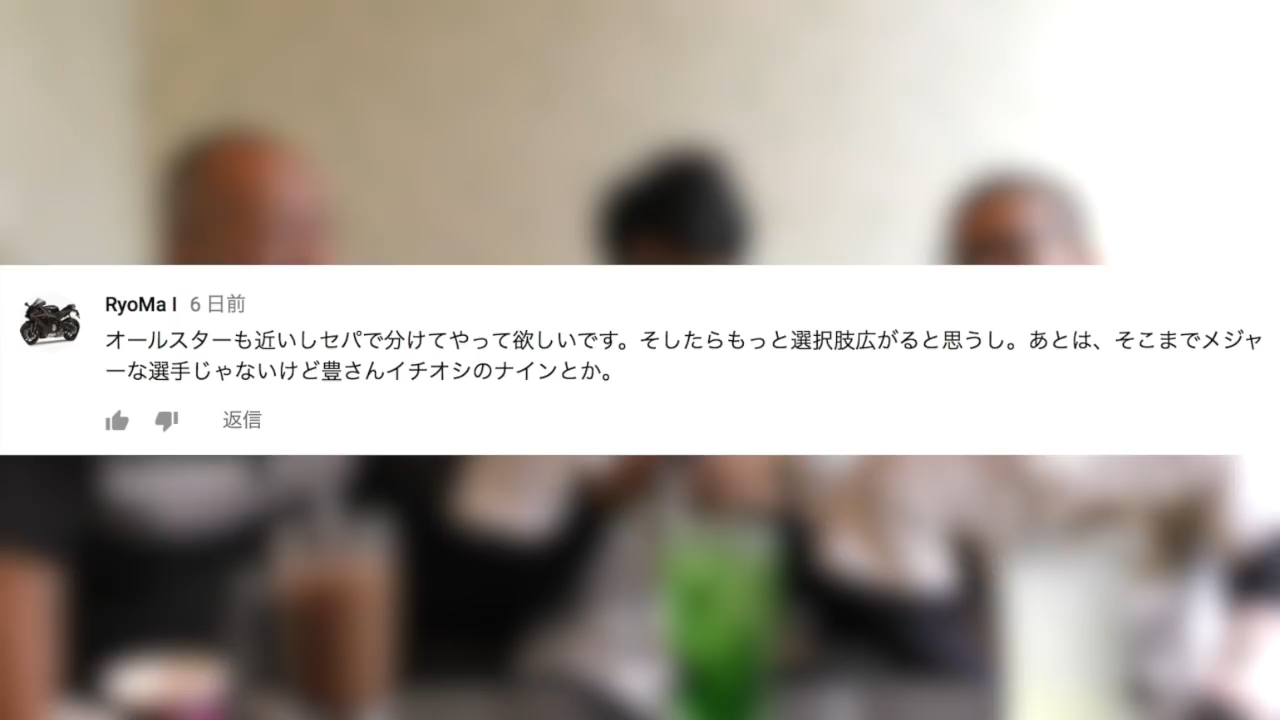 RyoMa I 6 日前
オールスターも近いしセパで分けてやって欲しいです。そしたらもっと選択肢広がると思うし。あとは、そこまでメジャ
ーな選手じゃないけど豊さんイチオシのナインとか。
返信